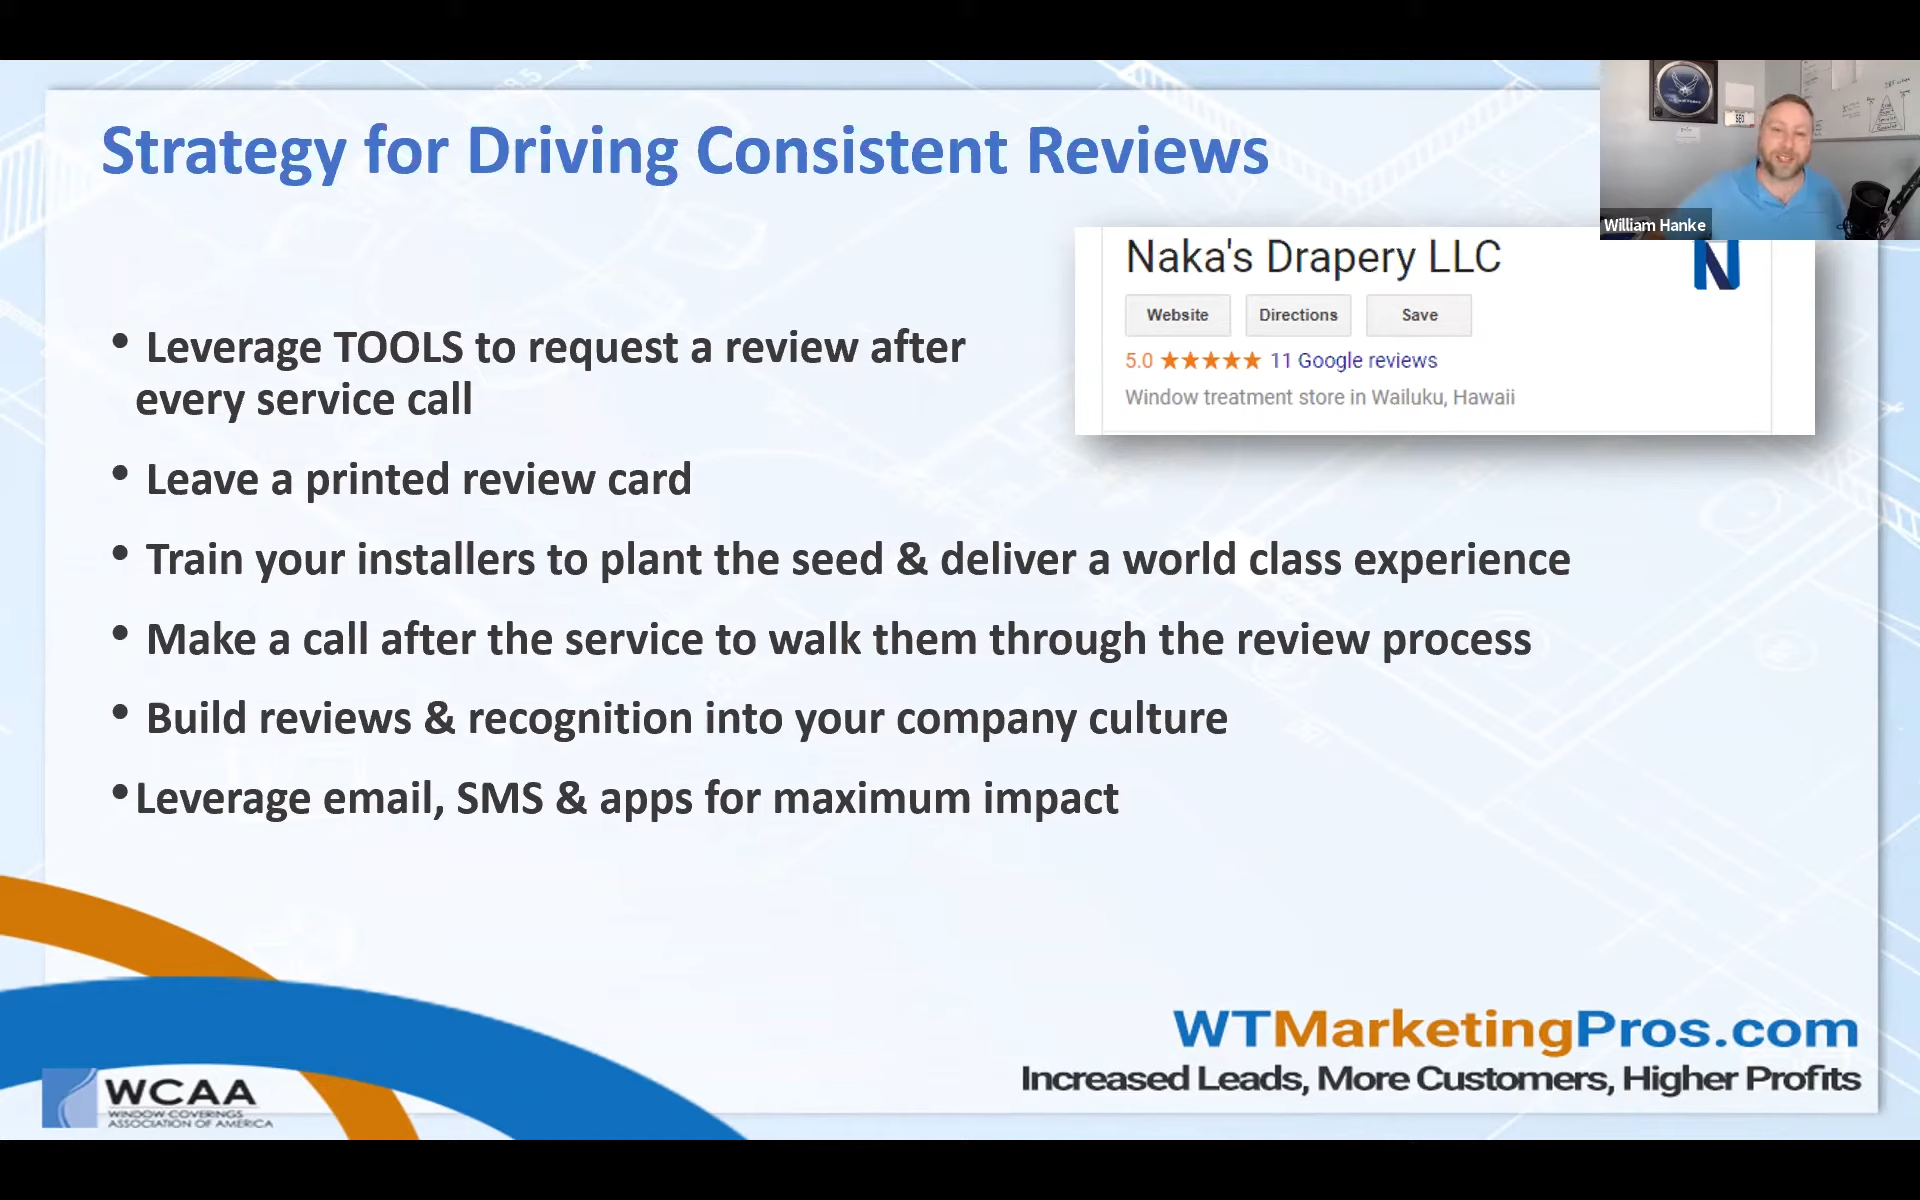 Strategy for Driving Consistent Reviews
William Hanke
SEO
Naka's Drapery LLC
N
Website
Directions
Save
5.0 ★★★★★ 11 Google reviews
Window treatment store in Wailuku, Hawaii
• Leverage TOOLS to request a review after
every service call
• Leave a printed review card
• Train your installers to plant the seed & deliver a world class experience
• Make a call after the service to walk them through the review process
• Build reviews & recognition into your company culture
• Leverage email, SMS & apps for maximum impact
WTMarketingPros.com
Increased Leads, More Customers, Higher Profits
WCAA
WINDOW COVERINGS
ASSOCIATION OF AMERICA